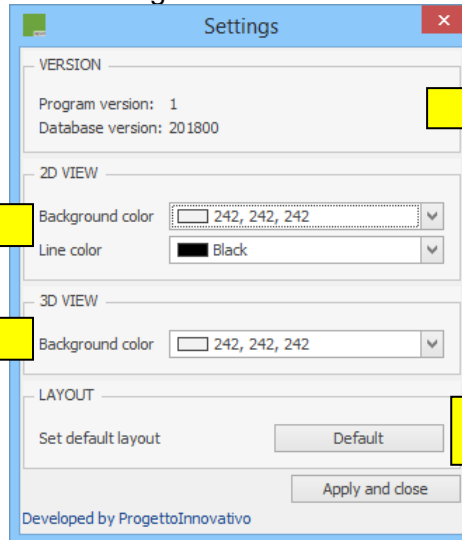 Settings
VERSION
Program version: 1
Database version: 201800
2D VIEW
Background color 242, 242, 242
Line color Black
3D VIEW
Background color 242, 242, 242
LAYOUT
Set default layout Default
Apply and close
Developed by ProgettoInnovativo